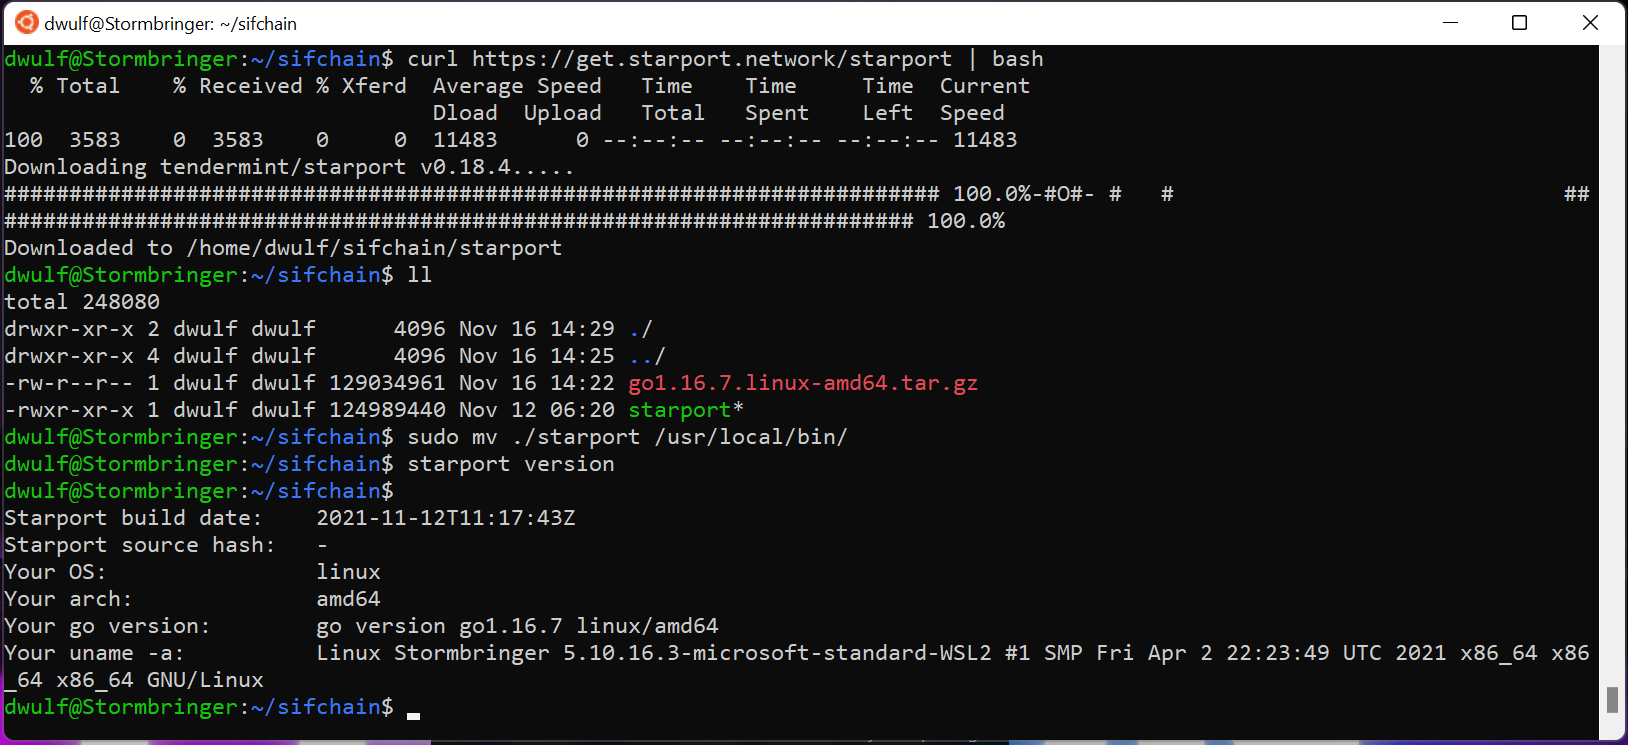 dwulf@Stormbringer: ~/sifchain
dwulf@Stormbringer:~/sifchain$ curl https://get.starport.network/starport | bash
  % Total    % Received % Xferd  Average Speed   Time    Time     Time  Current
                                 Dload  Upload   Total   Spent    Left  Speed
100  3583    0  3583    0     0  11483      0 --:--:-- --:--:-- --:--:-- 11483
Downloading tendermint/starport v0.18.4.....
######################################################################## 100.0%-#O#- #   #                              ##
###################################################################### 100.0%
Downloaded to /home/dwulf/sifchain/starport
dwulf@Stormbringer:~/sifchain$ ll
total 248080
drwxr-xr-x 2 dwulf dwulf      4096 Nov 16 14:29 ./
drwxr-xr-x 4 dwulf dwulf      4096 Nov 16 14:25 ../
-rw-r--r-- 1 dwulf dwulf 129034961 Nov 16 14:22 go1.16.7.linux-amd64.tar.gz
-rwxr-xr-x 1 dwulf dwulf 124989440 Nov 12 06:20 starport*
dwulf@Stormbringer:~/sifchain$ sudo mv ./starport /usr/local/bin/
dwulf@Stormbringer:~/sifchain$ starport version
dwulf@Stormbringer:~/sifchain$
Starport build date:    2021-11-12T11:17:43Z
Starport source hash:   -
Your OS:                linux
Your arch:              amd64
Your go version:        go version go1.16.7 linux/amd64
Your uname -a:          Linux Stormbringer 5.10.16.3-microsoft-standard-WSL2 #1 SMP Fri Apr 2 22:23:49 UTC 2021 x86_64 x86
_64 x86_64 GNU/Linux
dwulf@Stormbringer:~/sifchain$